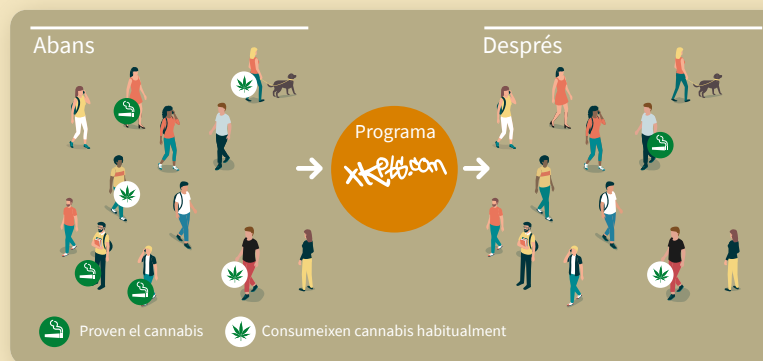 Abans
Després
Programa
xkpts.com
Proven el cannabis
Consumeixen cannabis habitualment